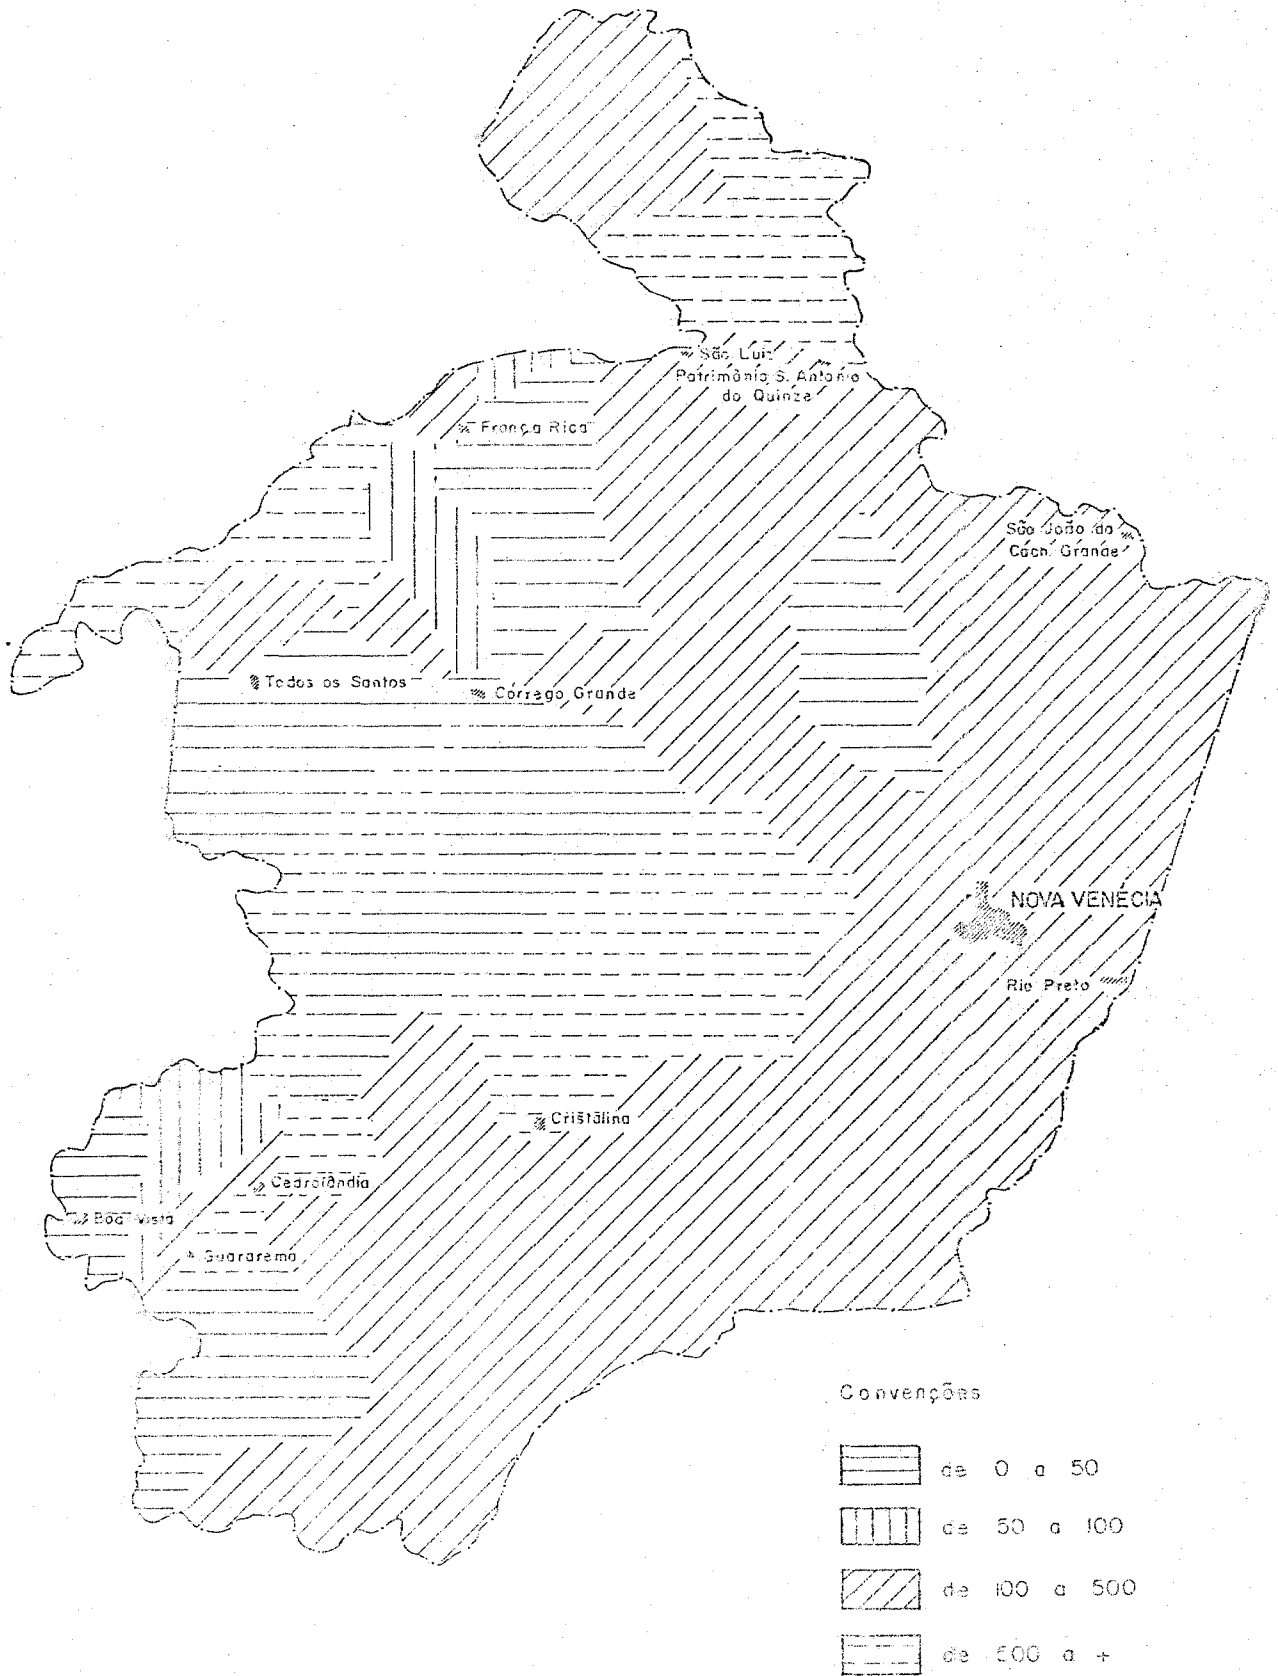 São Luiz
Patrimônio S. Antonio
do Quinze
França Rica
São João da
Cach. Grande
Todos os Santos
Córrego Grande
NOVA VENÉCIA
Rio Preto
Cristalina
Cedrolândia
Boa Vista
Guararema
Convenções
de 0 a 50
de 50 a 100
de 100 a 500
de 500 a +